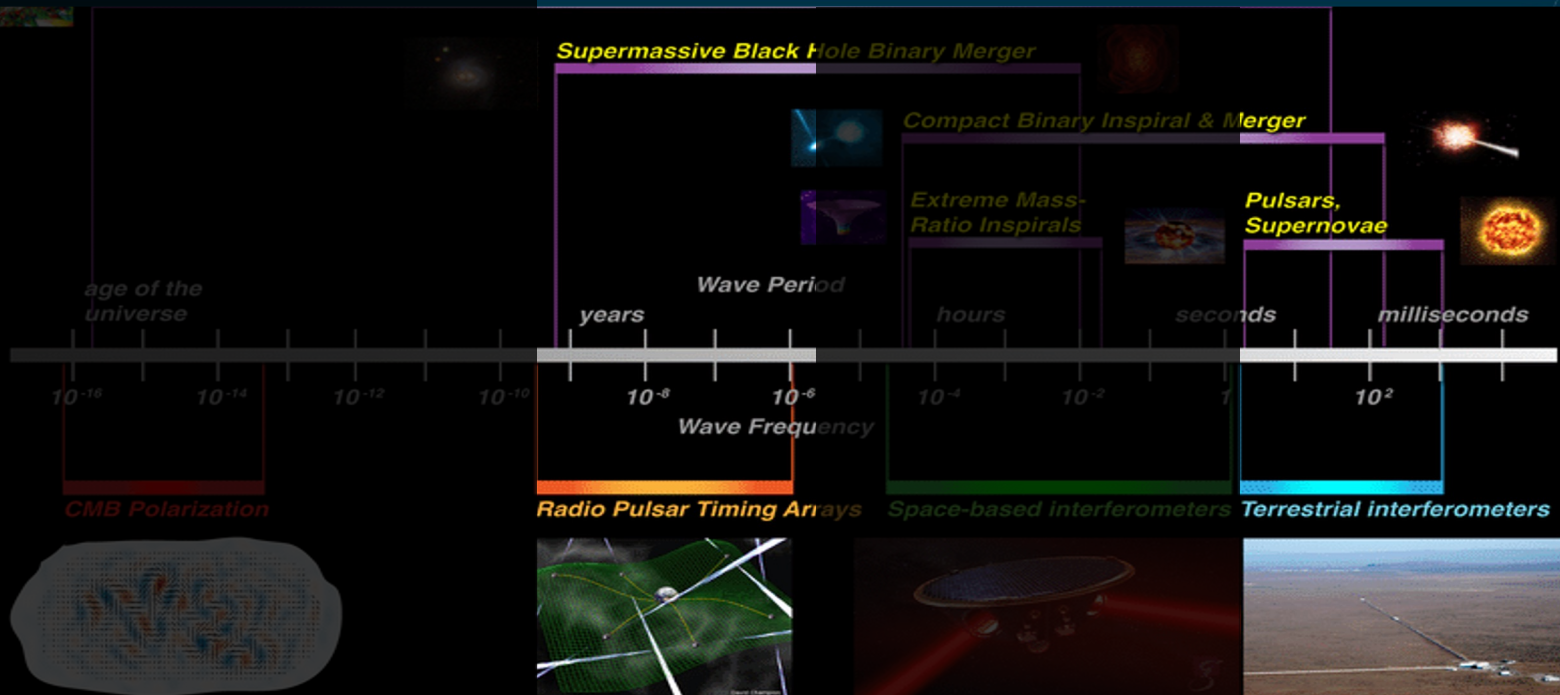 Supermassive Black Hole Binary Merger
Compact Binary Inspiral & Merger
Extreme Mass-
Ratio Inspirals
Pulsars,
Supernovae
age of the
universe
Wave Period
years
hours
seconds
milliseconds
10⁻¹⁶
10⁻¹⁴
10⁻¹²
10⁻¹⁰
10⁻⁸
10⁻⁶
10⁻⁴
10⁻²
1
10²
Wave Frequency
CMB Polarization
Radio Pulsar Timing Arrays
Space-based interferometers
Terrestrial interferometers
David Champion